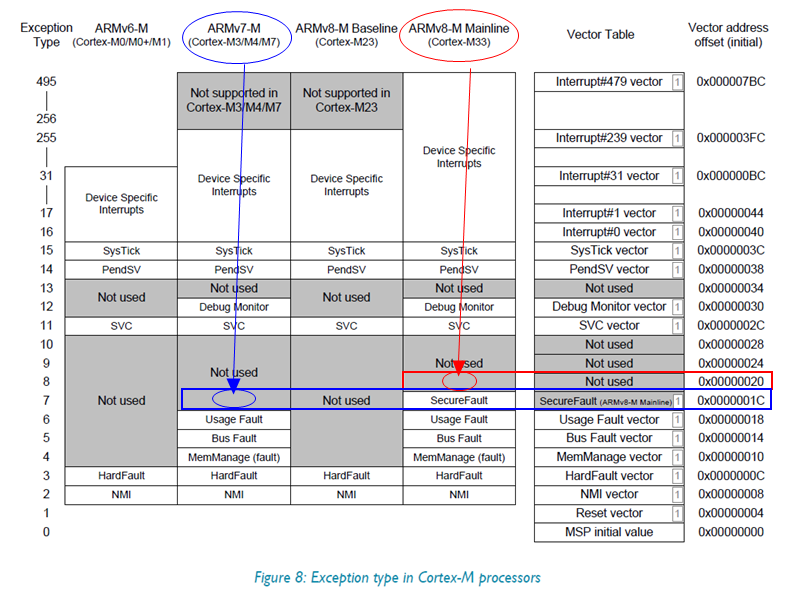 Exception Type
ARMv6-M
(Cortex-M0/M0+/M1)
ARMv7-M
(Cortex-M3/M4/M7)
ARMv8-M Baseline
(Cortex-M23)
ARMv8-M Mainline
(Cortex-M33)
Vector Table
Vector address offset (initial)
495
Not supported in
Cortex-M3/M4/M7
Not supported in
Cortex-M23
Interrupt#479 vector 1
0x000007BC
256
255
Device Specific
Interrupts
Interrupt#239 vector 1
0x000003FC
31
Device Specific
Interrupts
Device Specific
Interrupts
Device Specific
Interrupts
Interrupt#31 vector 1
0x000000BC
17
Interrupt#1 vector 1
0x00000044
16
Interrupt#0 vector 1
0x00000040
15 SysTick SysTick SysTick SysTick SysTick vector 1 0x0000003C
14 PendSV PendSV PendSV PendSV PendSV vector 1 0x00000038
13 Not used Not used Not used Not used Not used 0x00000034
12 Debug Monitor Debug Monitor Debug Monitor vector 1 0x00000030
11 SVC SVC SVC SVC SVC vector 1 0x0000002C
10 Not used 0x00000028
9 Not used Not used Not used 0x00000024
8 Not used 0x00000020
7 Not used Not used SecureFault SecureFault (ARMv8-M Mainline) 1 0x0000001C
6 Usage Fault Usage Fault Usage Fault vector 1 0x00000018
5 Bus Fault Bus Fault Bus Fault vector 1 0x00000014
4 MemManage (fault) MemManage (fault) MemManage vector 1 0x00000010
3 HardFault HardFault HardFault HardFault HardFault vector 1 0x0000000C
2 NMI NMI NMI NMI NMI vector 1 0x00000008
1 Reset vector 1 0x00000004
0 MSP initial value 0x00000000
Figure 8: Exception type in Cortex-M processors